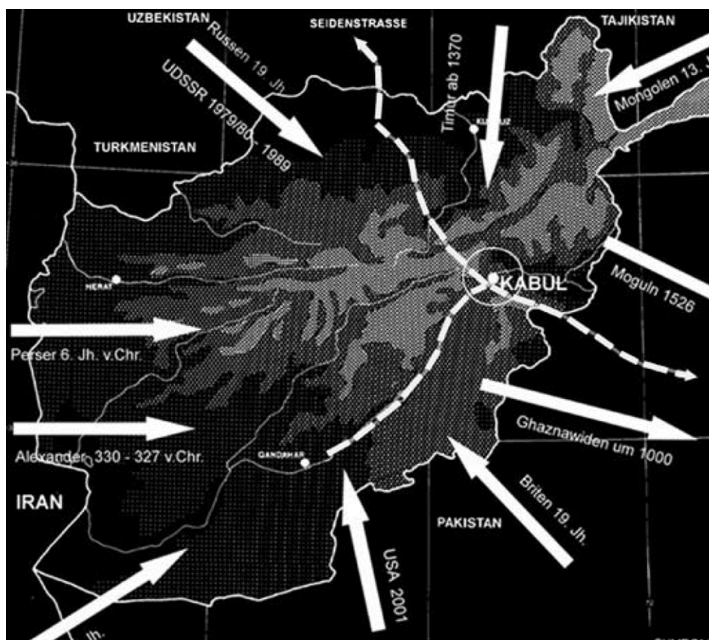 UZBEKISTAN
SEIDENSTRASSE
TAJIKISTAN
Russen 19. Jh.
UDSSR 1979/80 - 1989
Timur ab 1370
Mongolen 13. J
TURKMENISTAN
HERAT
KABUL
Moguln 1526
Perser 6. Jh. v.Chr.
Alexander 330 - 327 v.Chr.
QANDAHAR
Ghaznawiden um 1000
IRAN
USA 2001
Briten 19. Jh.
PAKISTAN
Jh.